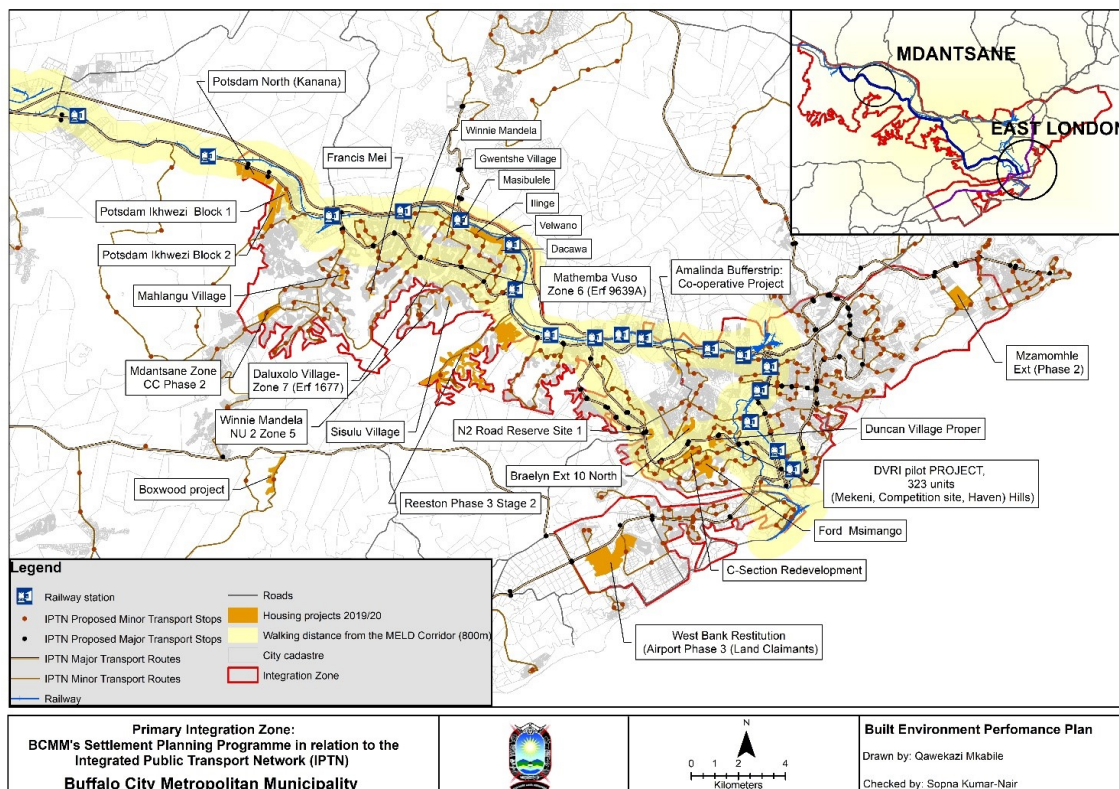 MDANTSANE
EAST LONDON
Potsdam North (Kanana)
Winnie Mandela
Francis Mei
Gwentshe Village
Masibulele
Ilinge
Velwano
Dacawa
Potsdam Ikhwezi Block 1
Potsdam Ikhwezi Block 2
Mahlangu Village
Mathemba Vuso
Zone 6 (Erf 9639A)
Amalinda Bufferstrip:
Co-operative Project
Mdantsane Zone
CC Phase 2
Daluxolo Village-
Zone 7 (Erf 1677)
Mzamomhle
Ext (Phase 2)
Winnie Mandela
NU 2 Zone 5
Sisulu Village
N2 Road Reserve Site 1
Duncan Village Proper
Boxwood project
Reeston Phase 3 Stage 2
Braelyn Ext 10 North
DVRI pilot PROJECT,
323 units
(Mekeni, Competition site, Haven) Hills)
Ford Msimango
C-Section Redevelopment
West Bank Restitution
(Airport Phase 3 (Land Claimants)
Legend
Railway station
IPTN Proposed Minor Transport Stops
IPTN Proposed Major Transport Stops
IPTN Major Transport Routes
IPTN Minor Transport Routes
Railway
Roads
Housing projects 2019/20
Walking distance from the MELD Corridor (800m)
City cadastre
Integration Zone
Primary Integration Zone:
BCMM's Settlement Planning Programme in relation to the
Integrated Public Transport Network (IPTN)
Buffalo City Metropolitan Municipality
N
0 1 2 4
Kilometers
Built Environment Perfomance Plan
Drawn by: Qawekazi Mkabile
Checked by: Sopna Kumar-Nair